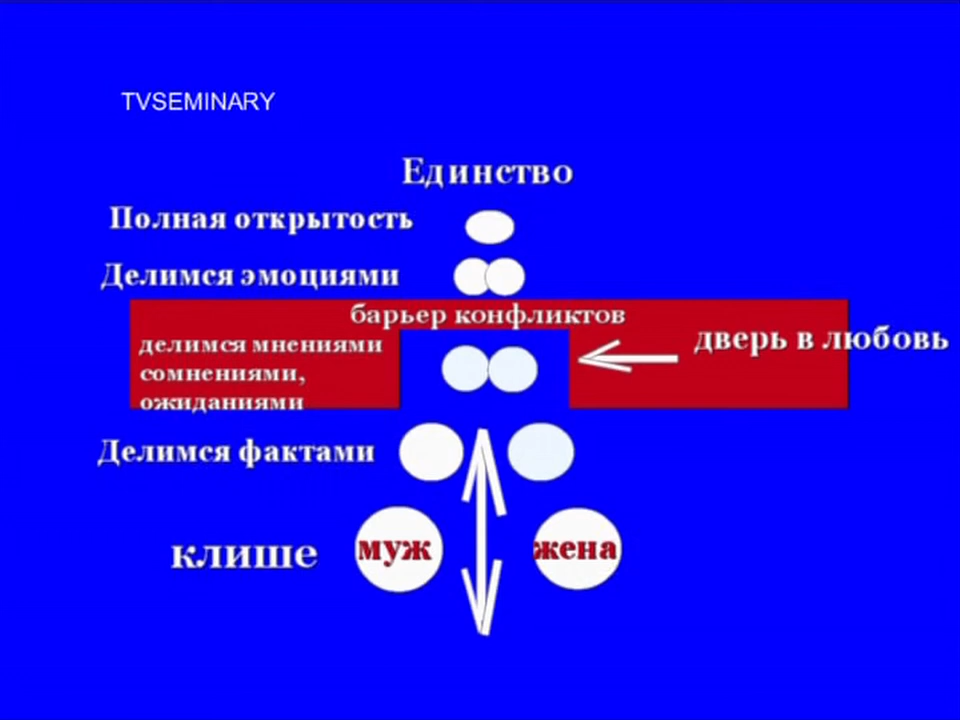 TVSEMINARY
Единство
Полная открытость
Делимся эмоциями
барьер конфликтов
делимся мнениями
сомнениями,
ожиданиями
дверь в любовь
Делимся фактами
клише
муж
жена